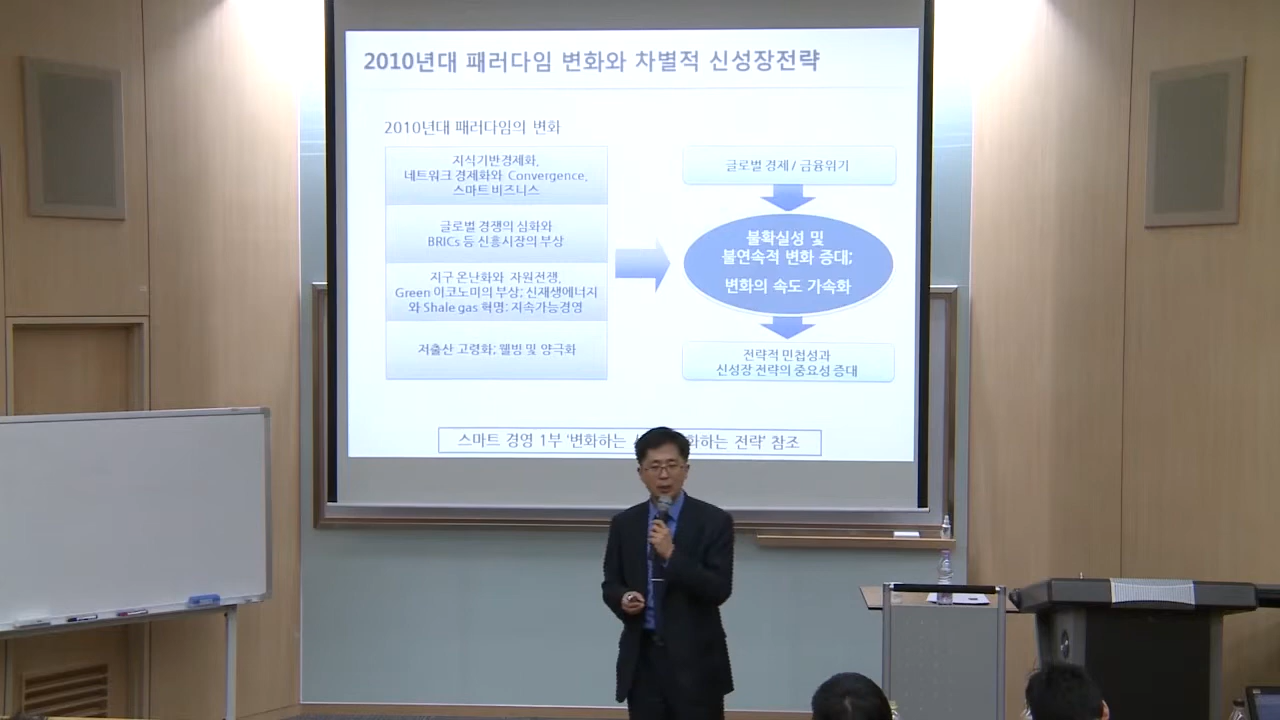 2010년대 패러다임 변화와 차별적 신성장전략
2010년대 패러다임의 변화
지식기반경제화,
네트워크 경제화와 Convergence,
스마트 비즈니스
글로벌 경쟁의 심화와
BRICs 등 신흥시장의 부상
지구 온난화와 자원전쟁,
Green 이코노미의 부상; 신재생에너지
와 Shale gas 혁명; 지속가능경영
저출산 고령화; 웰빙 및 양극화
글로벌 경제 / 금융위기
불확실성 및
불연속적 변화 증대;
변화의 속도 가속화
전략적 민첩성과
신성장 전략의 중요성 증대
스마트 경영 1부 '변화하는 화하는 전략' 참조